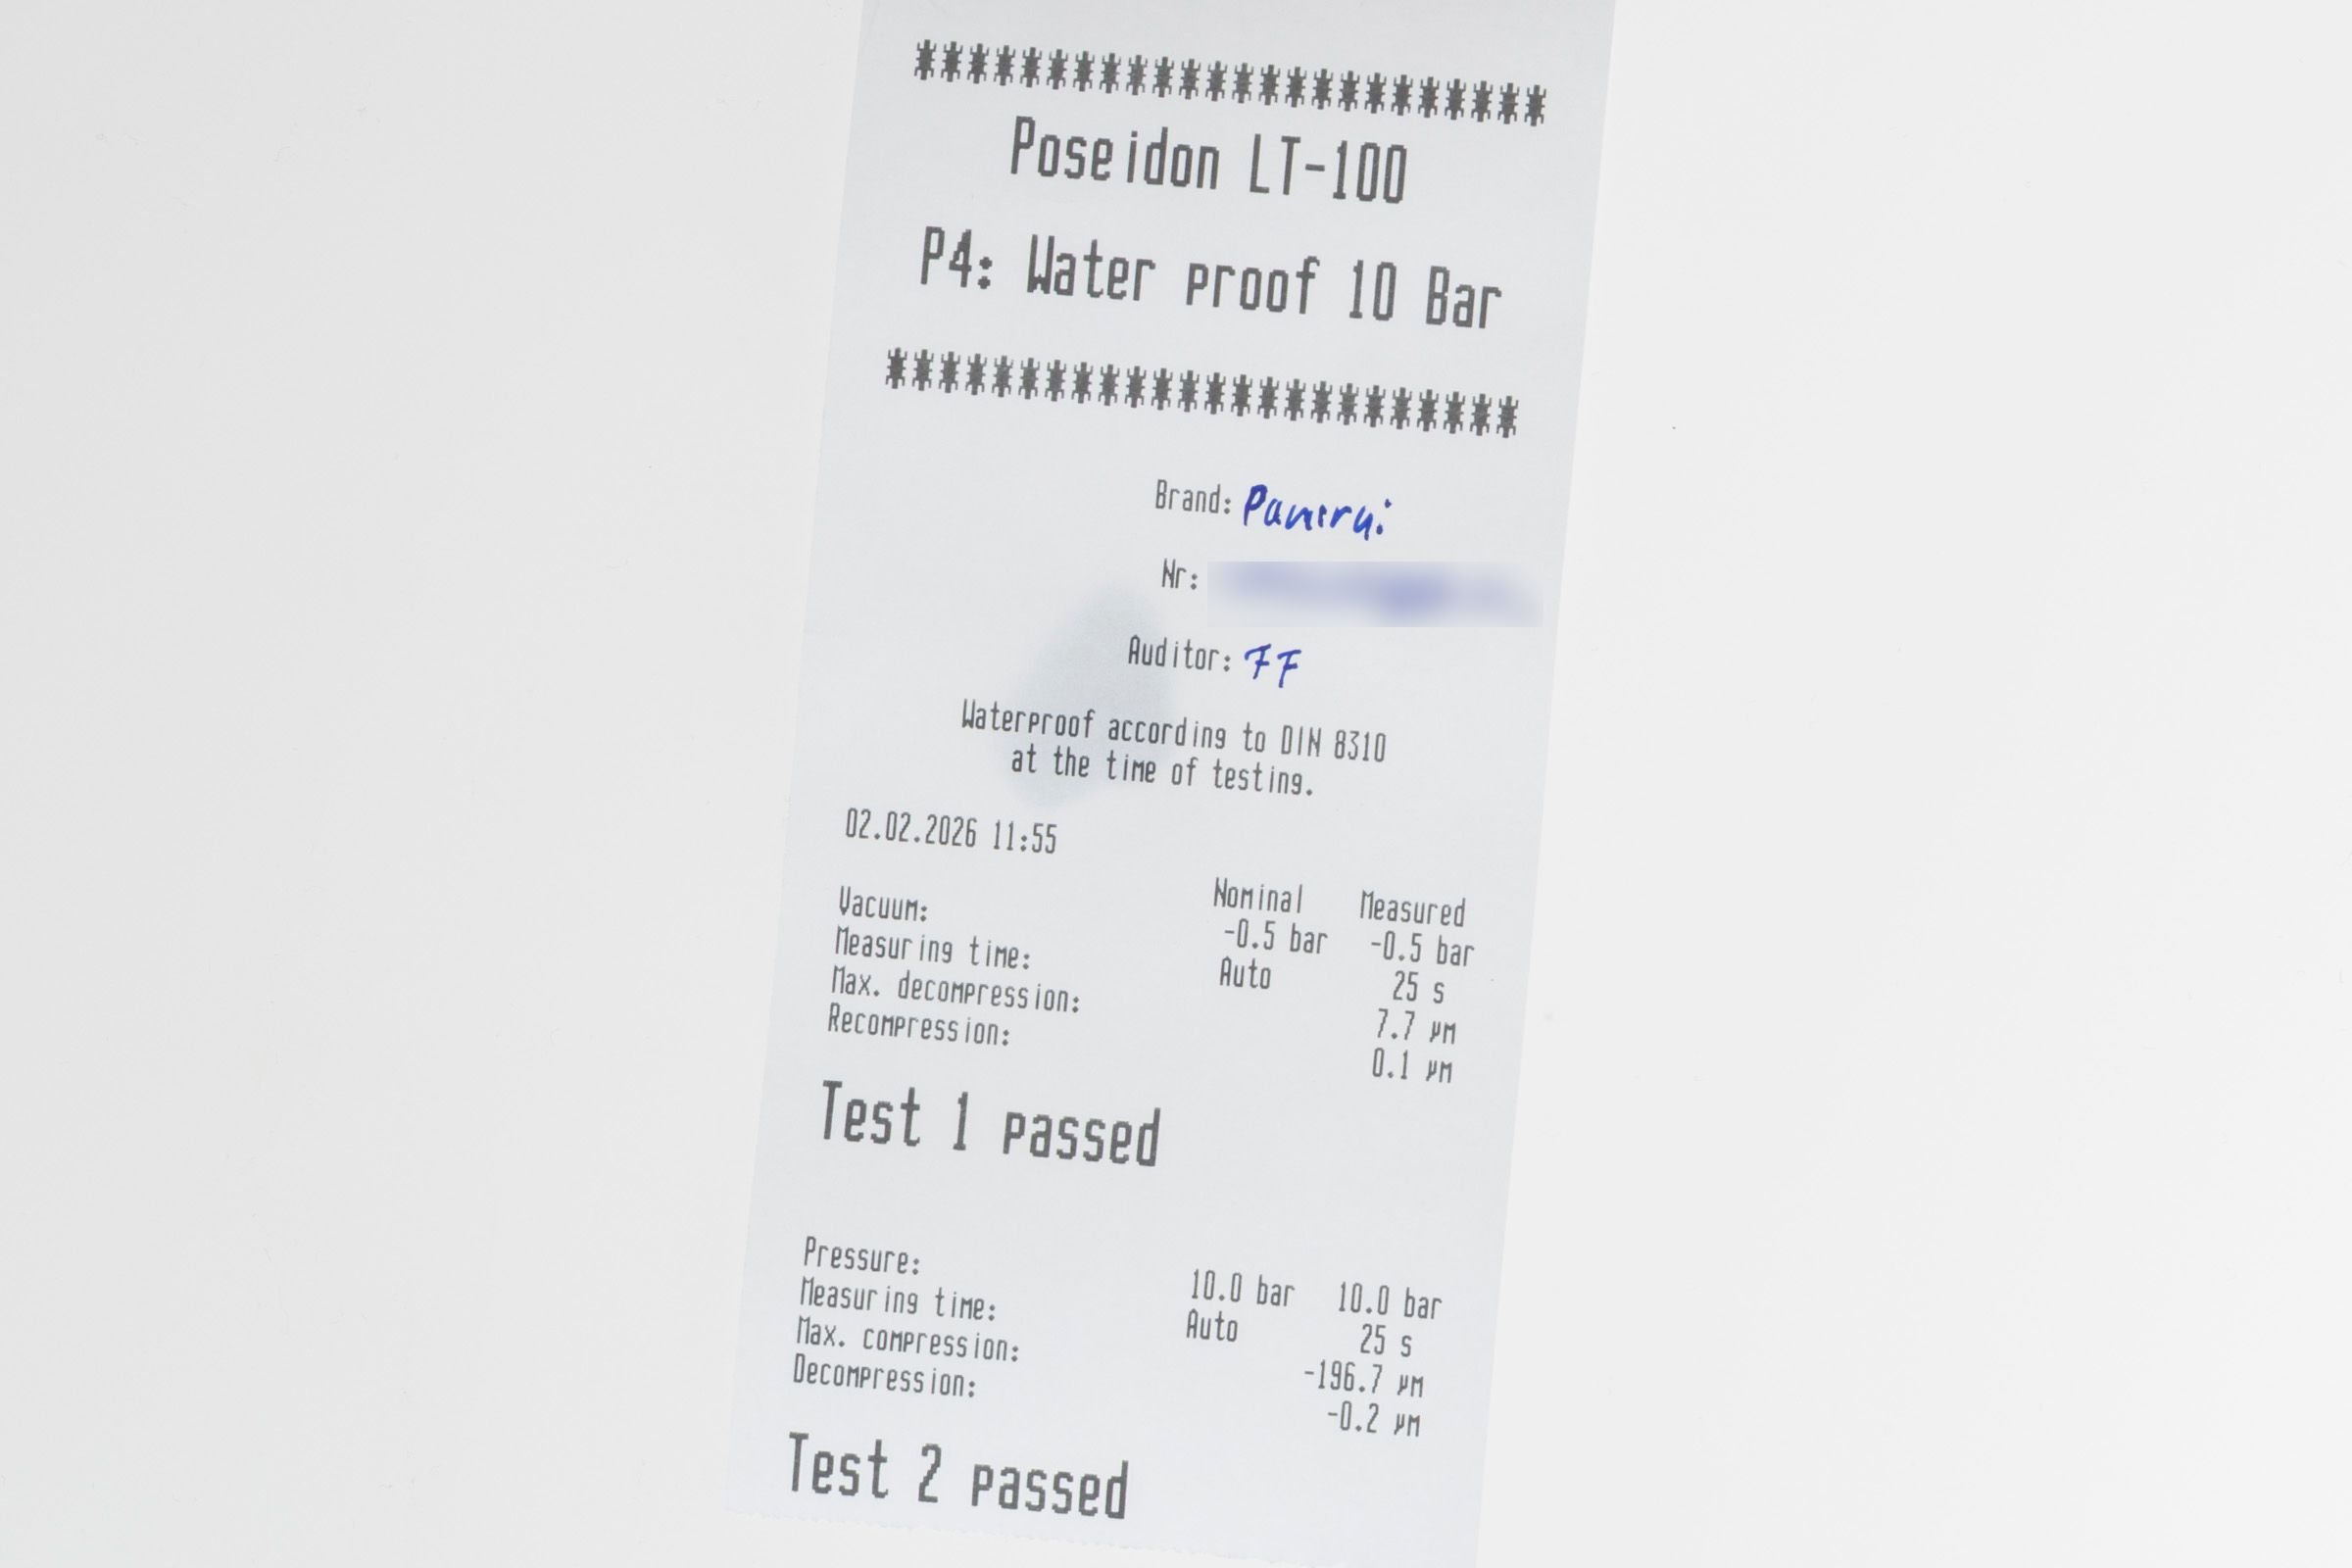 ************************
Poseidon LT-100
P4: Water proof 10 Bar
************************
Brand: Panerai
Nr:
Auditor: FF
Waterproof according to DIN 8310
at the time of testing.
02.02.2026 11:55
Nominal Measured
Vacuum: -0.5 bar -0.5 bar
Measuring time: Auto 25 s
Max. decompression: 7.7 µm
Recompression: 0.1 µm
Test 1 passed
Pressure: 10.0 bar 10.0 bar
Measuring time: Auto 25 s
Max. compression: -196.7 µm
Decompression: -0.2 µm
Test 2 passed